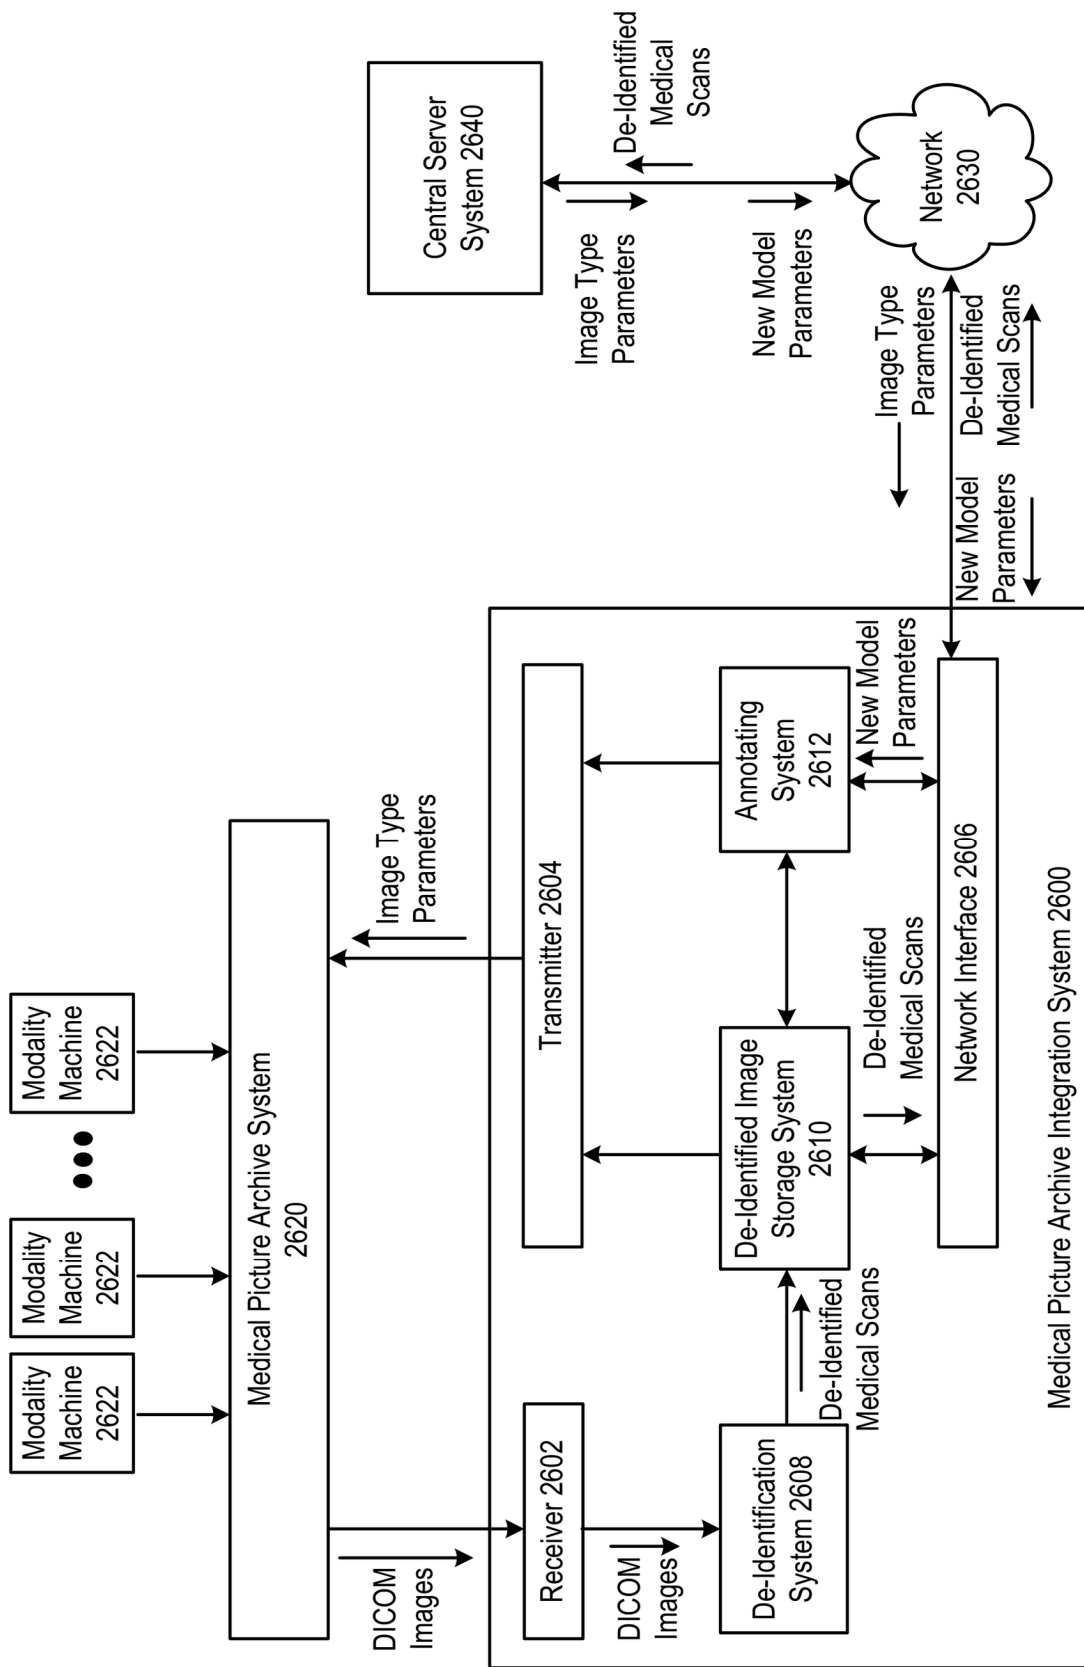 Modality
Machine
2622
Modality
Machine
2622
Modality
Machine
2622
Medical Picture Archive System
2620
DICOM
Images
Image Type
Parameters
Receiver 2602
Transmitter 2604
DICOM
Images
De-Identification
System 2608
De-Identified
Medical Scans
De-Identified Image
Storage System
2610
Annotating
System
2612
De-Identified
Medical Scans
New Model
Parameters
Network Interface 2606
Medical Picture Archive Integration System 2600
Central Server
System 2640
Image Type
Parameters
De-Identified
Medical
Scans
New Model
Parameters
Network
2630
Image Type
Parameters
New Model
Parameters
De-Identified
Medical Scans